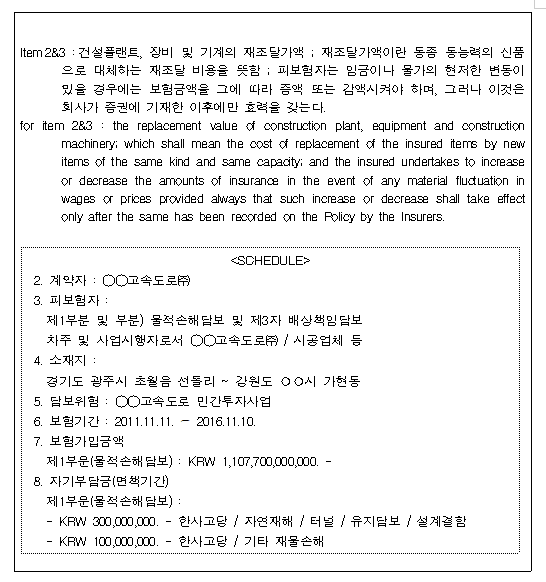 Item 2&3 : 건설플랜트, 장비 및 기계의 재조달가액 ; 재조달가액이란 동종 동능력의 신품
으로 대체하는 재조달 비용을 뜻함 ; 피보험자는 임금이나 물가의 현저한 변동이
있을 경우에는 보험금액을 그에 따라 증액 또는 감액시켜야 하며, 그러나 이것은
회사가 증권에 기재한 이후에만 효력을 갖는다.
for item 2&3 : the replacement value of construction plant, equipment and construction
machinery; which shall mean the cost of replacement of the insured items by new
items of the same kind and same capacity; and the insured undertakes to increase
or decrease the amounts of insurance in the event of any material fluctuation in
wages or prices provided always that such increase or decrease shall take effect
only after the same has been recorded on the Policy by the Insurers.
<SCHEDULE>
2. 계약자 : ◯◯고속도로㈜
3. 피보험자 :
제1부분 및 부분) 물적손해담보 및 제3자 배상책임담보
차주 및 사업시행자로서 ◯◯고속도로㈜ / 시공업체 등
4. 소재지 :
경기도 광주시 초월읍 선틀리 ~ 강원도 ㅇㅇ시 가현동
5. 담보위험 : ◯◯고속도로 민간투자사업
6. 보험기간 : 2011.11.11. - 2016.11.10.
7. 보험가입금액
제1부운(물적손해담보) : KRW 1,107,700,000,000. -
8. 자기부담금(면책기간)
제1부운(물적손해담보) :
- KRW 300,000,000. - 한사고당 / 자연재해 / 터널 / 유지담보 / 설계결함
- KRW 100,000,000. - 한사고당 / 기타 재물손해